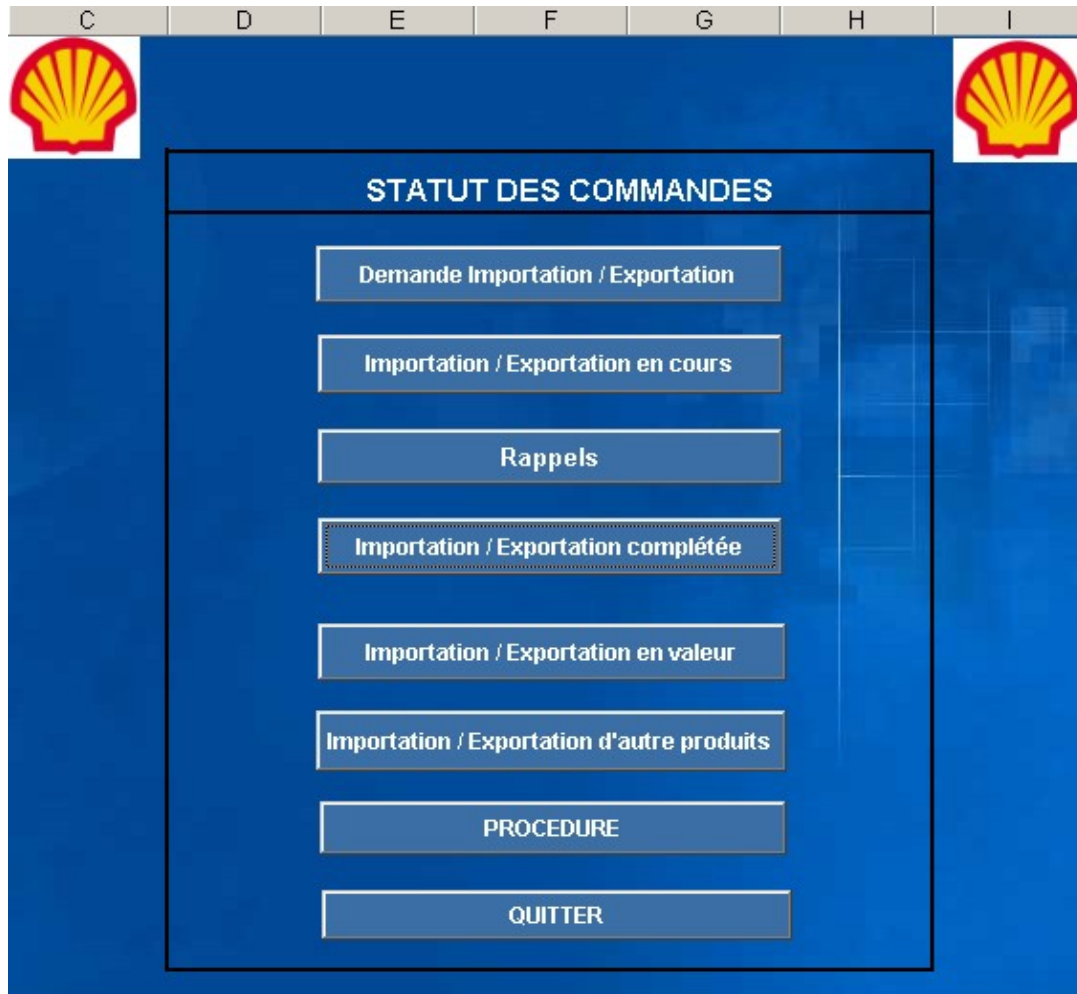 C D E F G H I
STATUT DES COMMANDES
Demande Importation / Exportation
Importation / Exportation en cours
Rappels
Importation / Exportation complétée
Importation / Exportation en valeur
Importation / Exportation d'autre produits
PROCEDURE
QUITTER